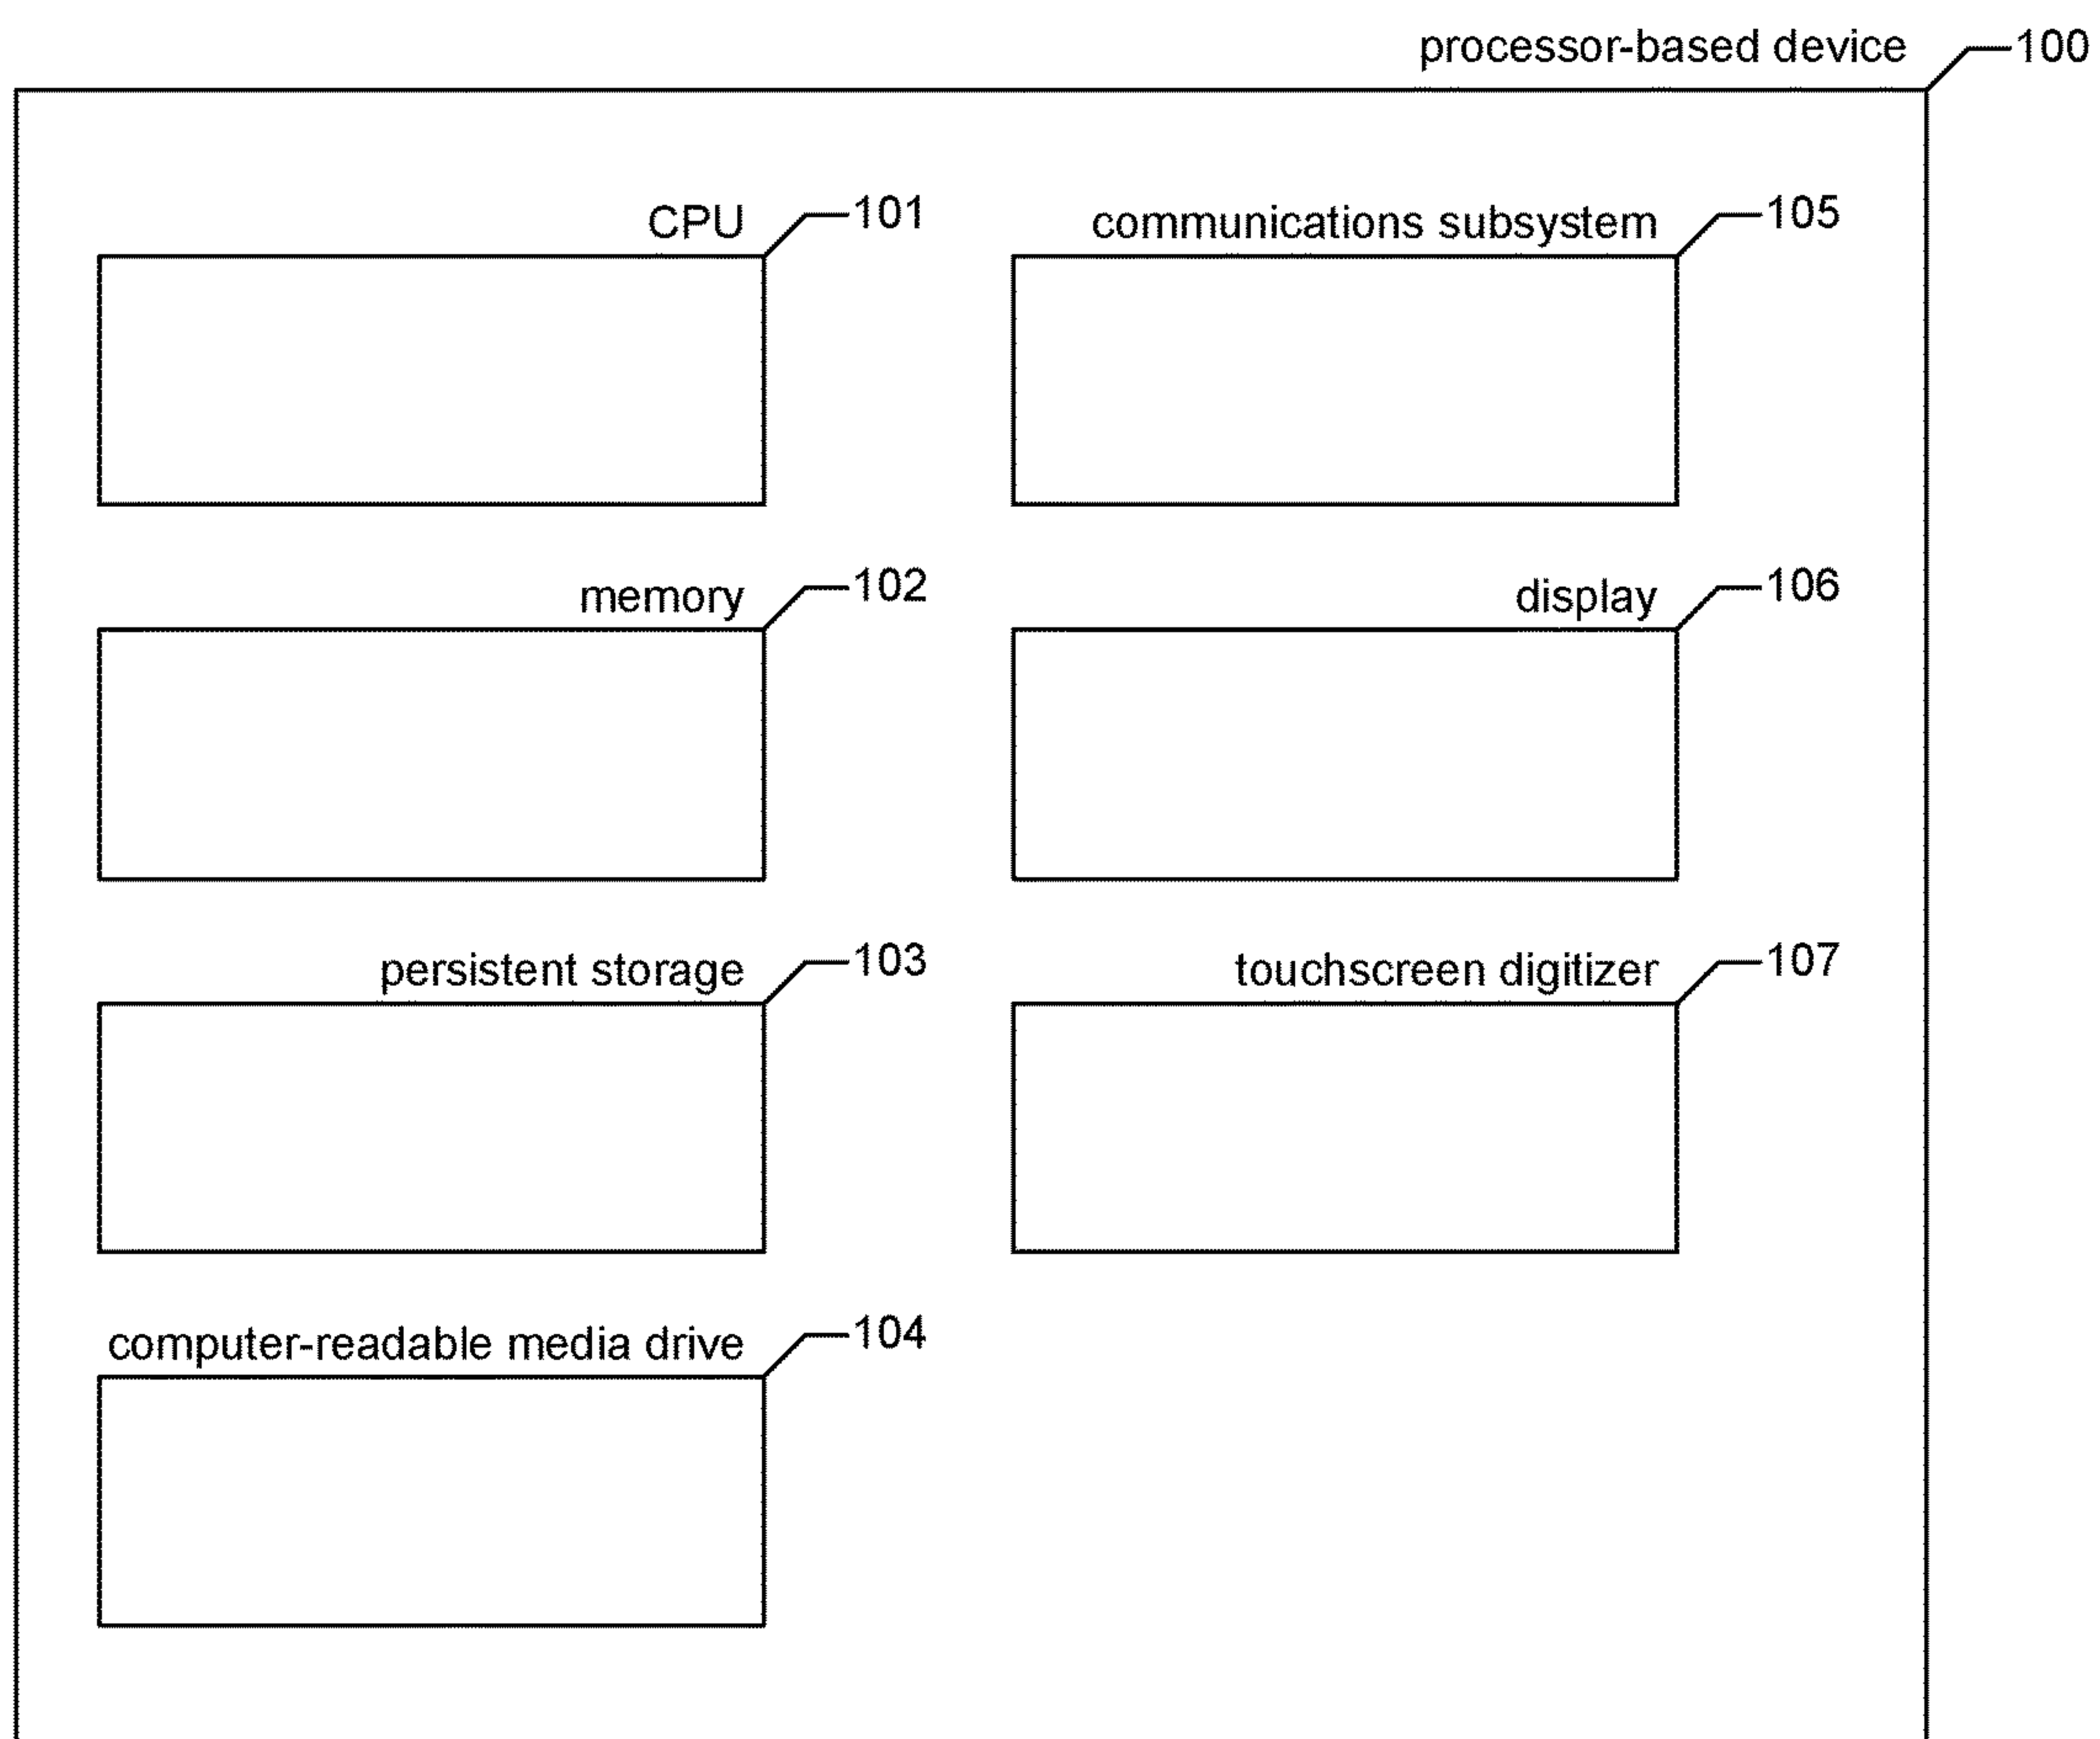 processor-based device 100
CPU 101
communications subsystem 105
memory 102
display 106
persistent storage 103
touchscreen digitizer 107
computer-readable media drive 104